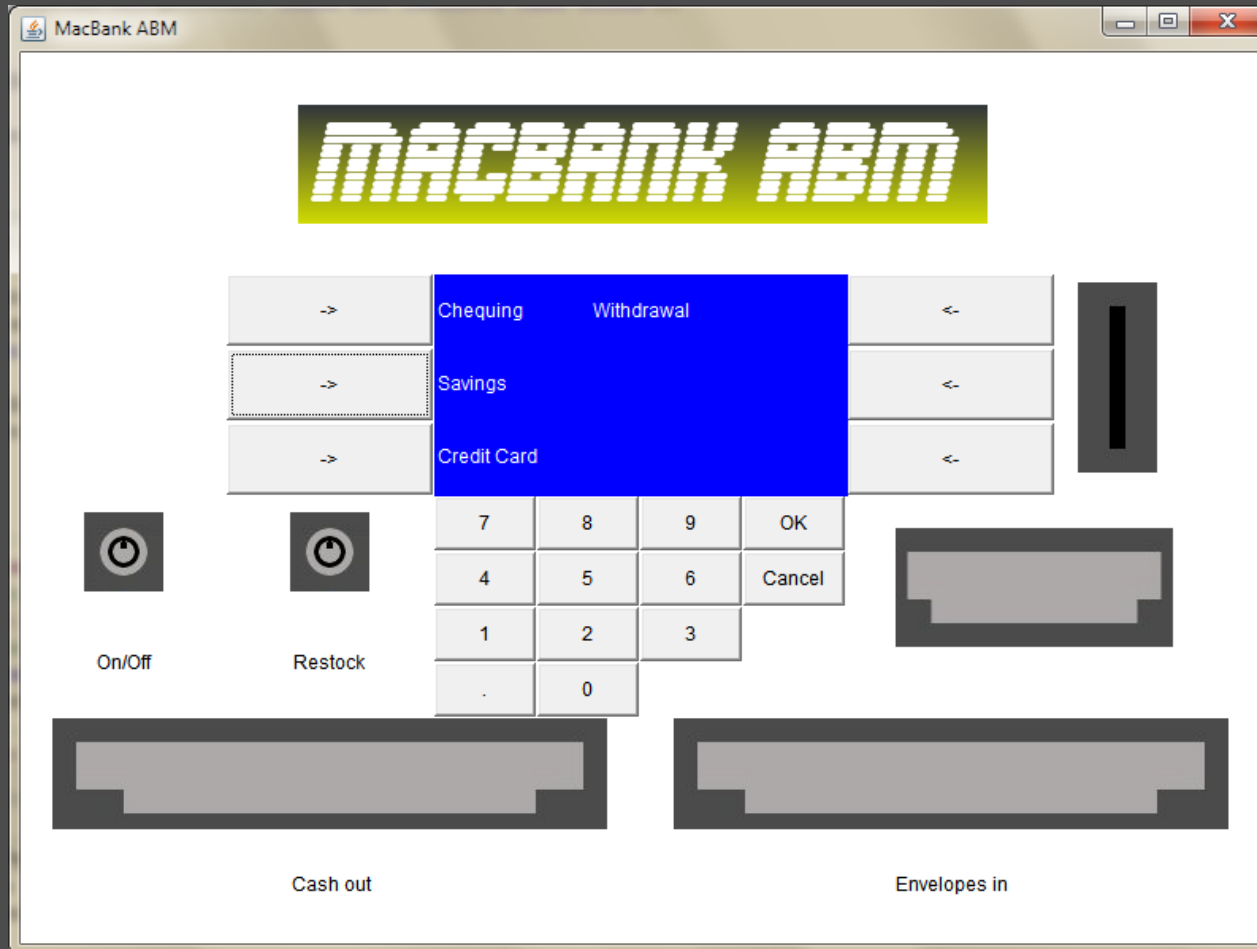 MacBank ABM
MACBANK ABM
-> Chequing Withdrawal <-
-> Savings <-
-> Credit Card <-
7 8 9 OK
4 5 6 Cancel
1 2 3
. 0
On/Off Restock
Cash out Envelopes in